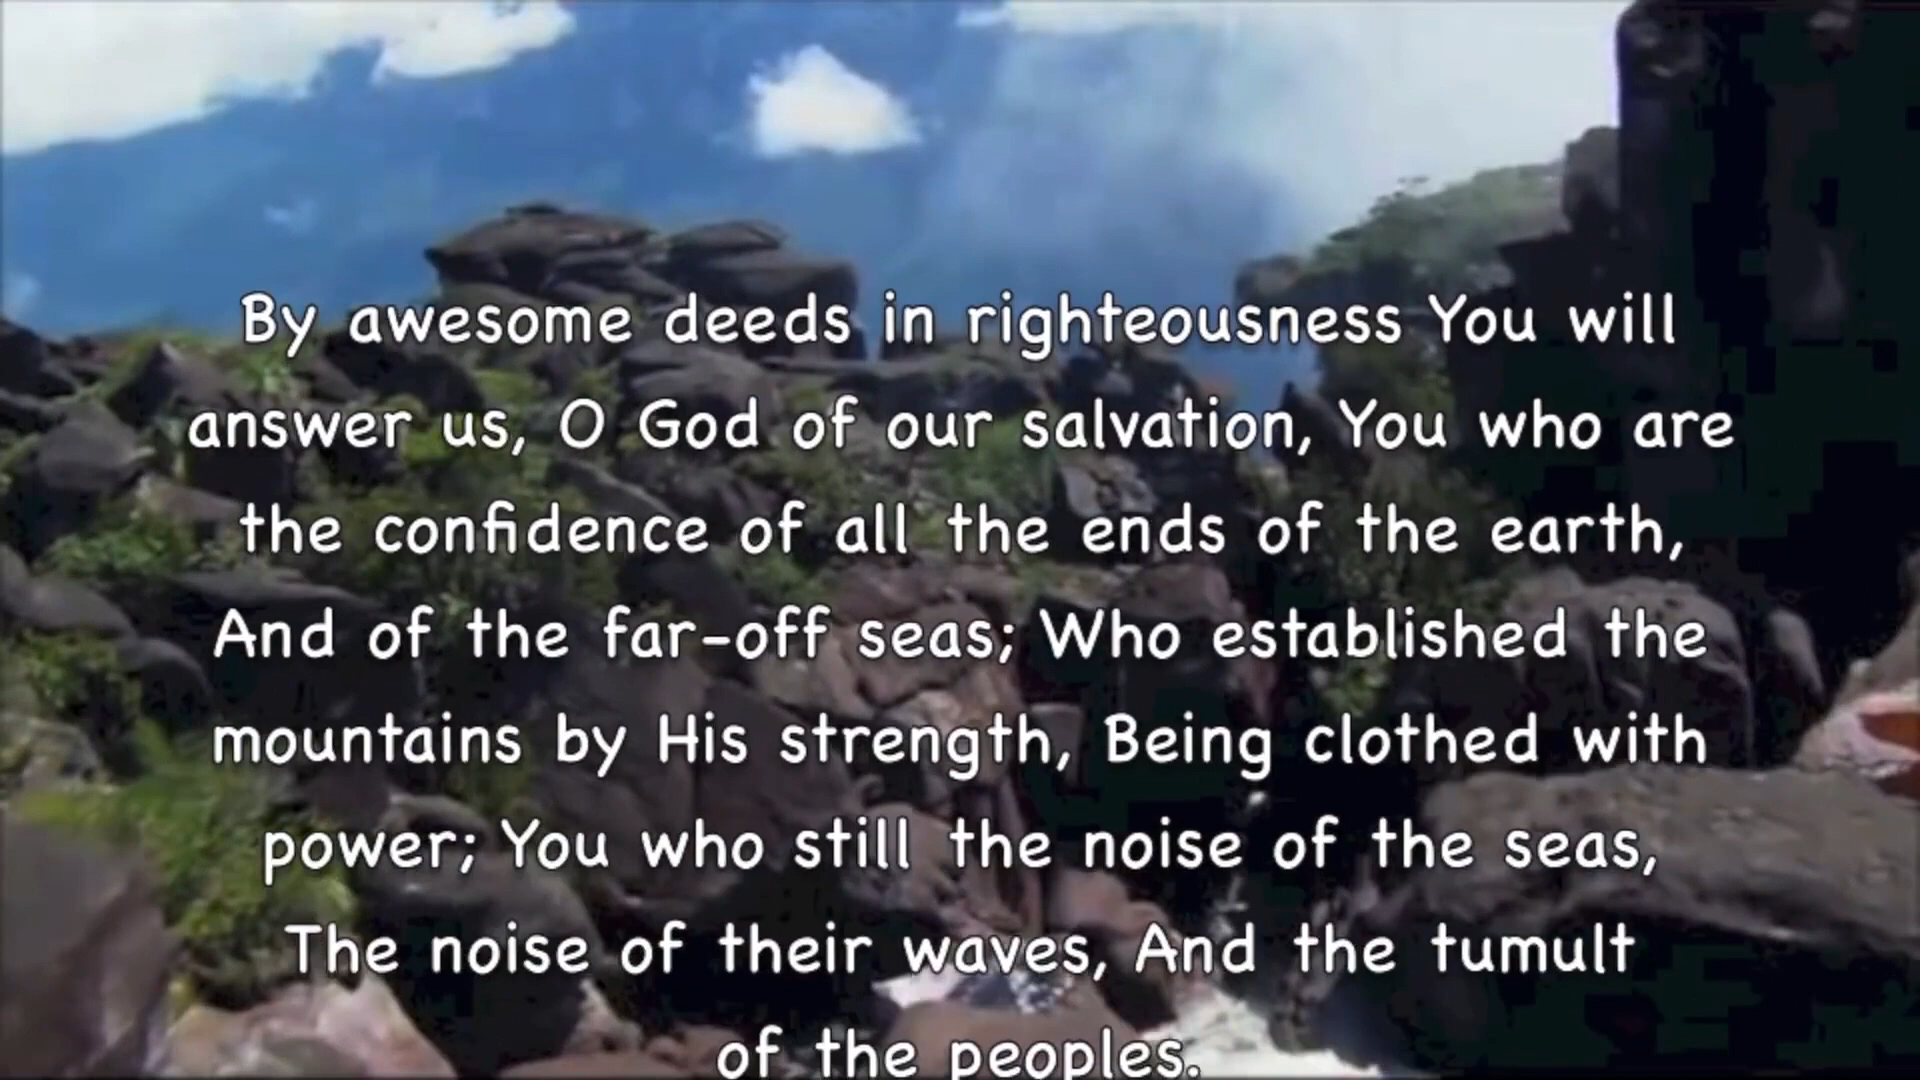 By awesome deeds in righteousness You will
answer us, O God of our salvation, You who are
the confidence of all the ends of the earth,
And of the far-off seas; Who established the
mountains by His strength, Being clothed with
power; You who still the noise of the seas,
The noise of their waves, And the tumult
of the peoples.